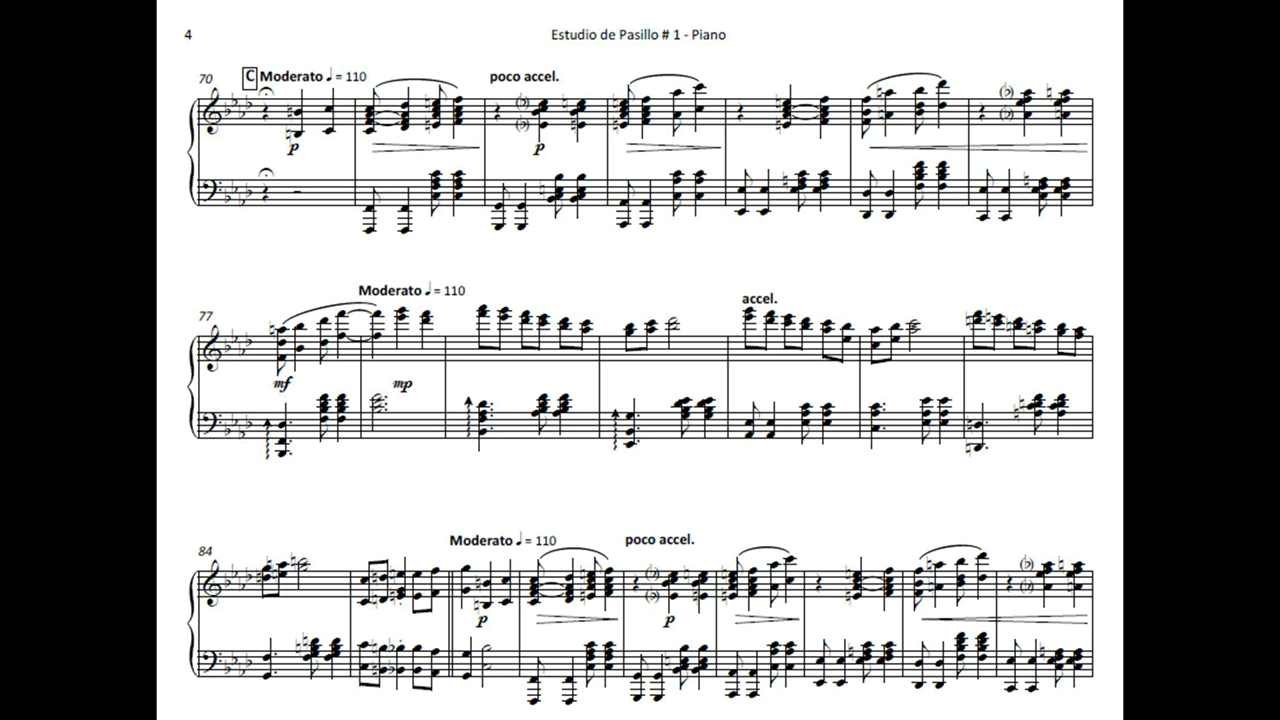 4
Estudio de Pasillo # 1 - Piano
70 C Moderato ♩ = 110 poco accel.
p p
77 Moderato ♩ = 110 accel.
mf mp
84 Moderato ♩ = 110 poco accel.
p p